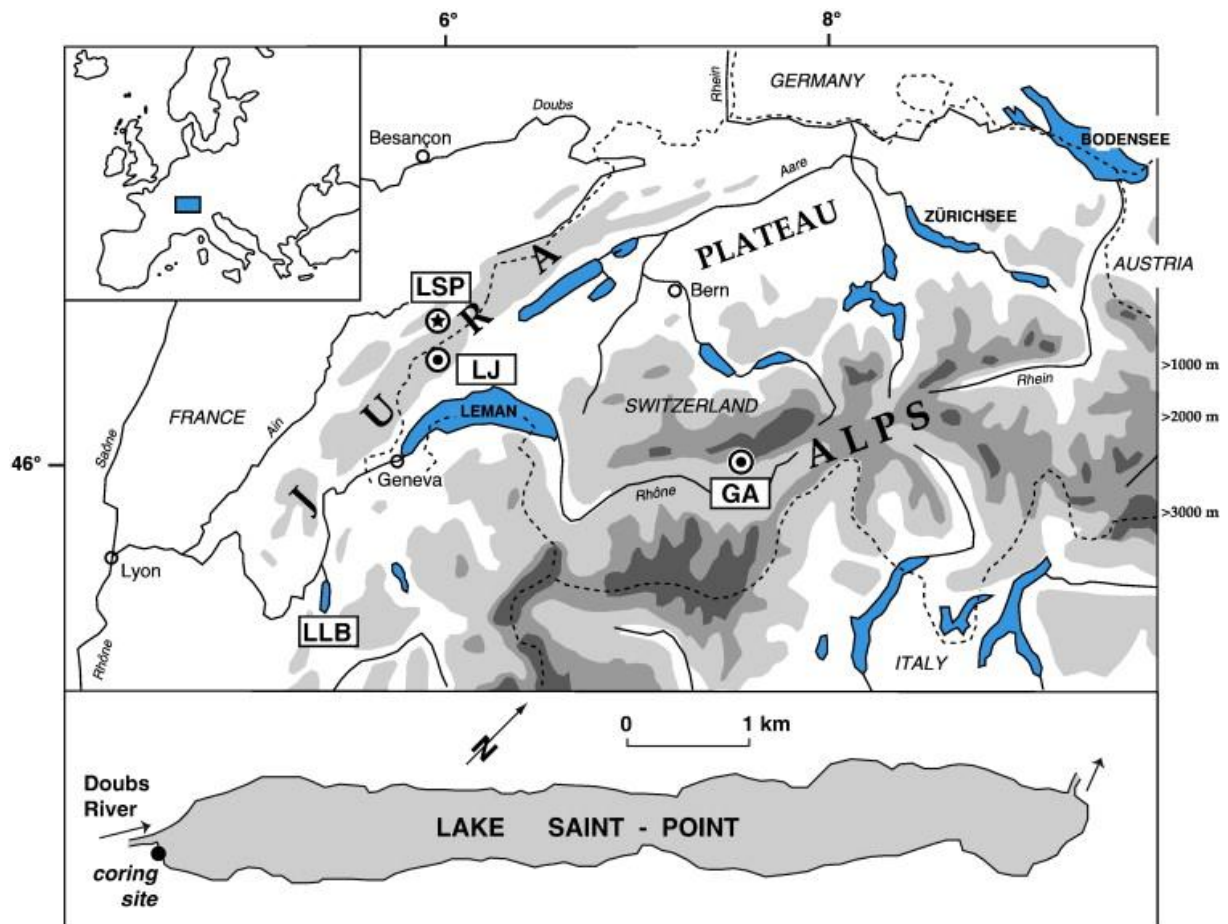 6°
8°
GERMANY
Rhein
Doubs
Besançon
BODENSEE
Aare
ZÜRICHSEE
PLATEAU
AUSTRIA
LSP
Bern
JURA
LJ
>1000 m
Rhein
FRANCE
Ain
LEMAN
SWITZERLAND
>2000 m
ALPS
Saône
46°
Geneva
GA
Rhône
>3000 m
Lyon
LLB
Rhône
ITALY
N
0 1 km
Doubs
River
LAKE SAINT - POINT
coring
site